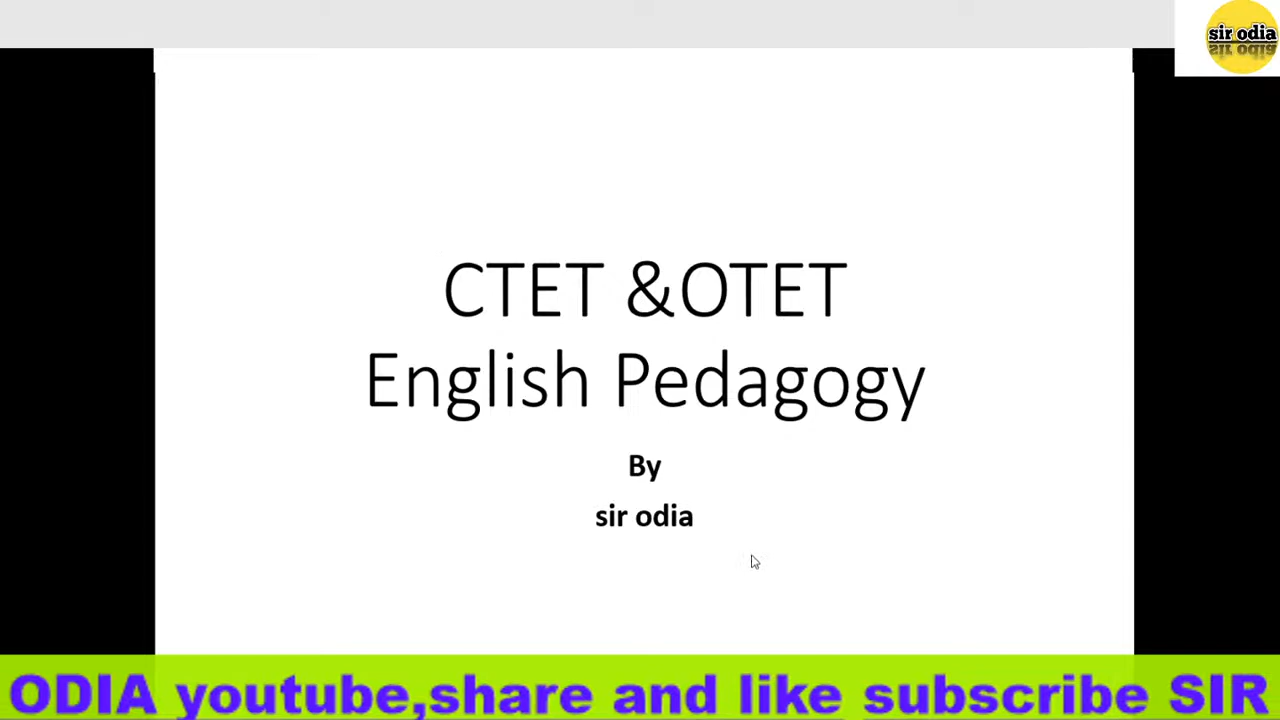 sir odia
CTET &OTET
English Pedagogy
By
sir odia
ODIA youtube,share and like subscribe SIR